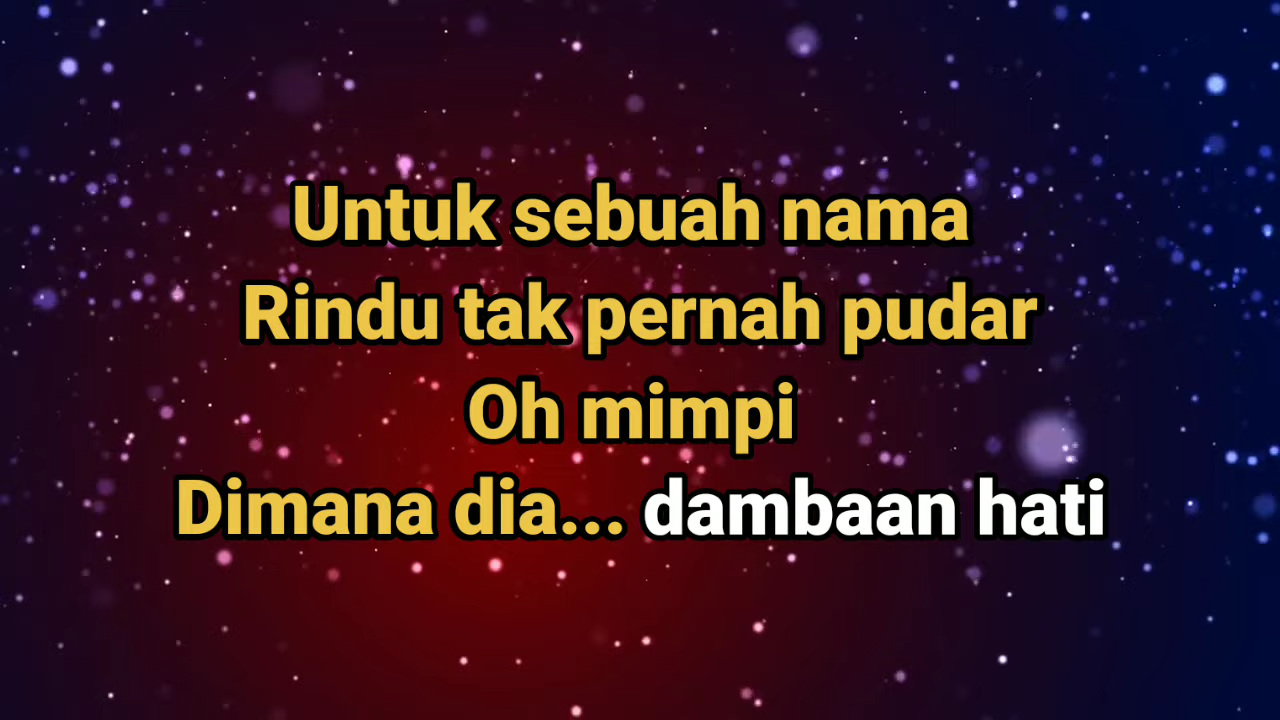 Untuk sebuah nama
Rindu tak pernah pudar
Oh mimpi
Dimana dia... dambaan hati